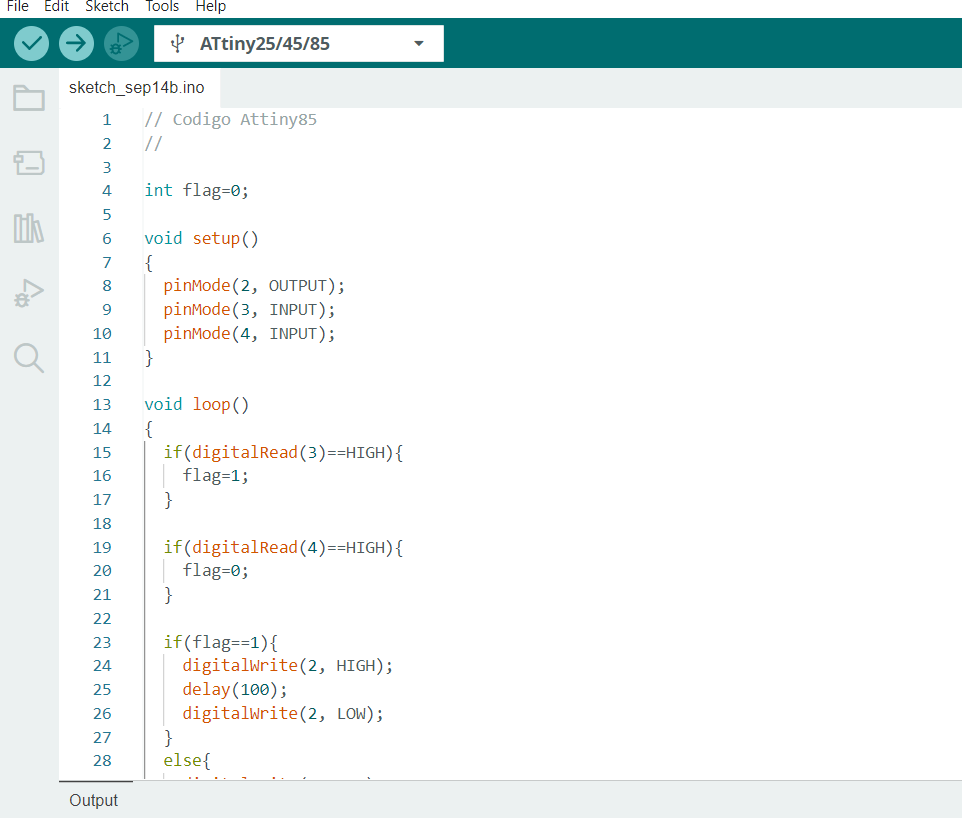 File Edit Sketch Tools Help
ATtiny25/45/85
sketch_sep14b.ino
1 // Codigo Attiny85
2 //
3
4 int flag=0;
5
6 void setup()
7 {
8 pinMode(2, OUTPUT);
9 pinMode(3, INPUT);
10 pinMode(4, INPUT);
11 }
12
13 void loop()
14 {
15 if(digitalRead(3)==HIGH){
16 flag=1;
17 }
18
19 if(digitalRead(4)==HIGH){
20 flag=0;
21 }
22
23 if(flag==1){
24 digitalWrite(2, HIGH);
25 delay(100);
26 digitalWrite(2, LOW);
27 }
28 else{
Output